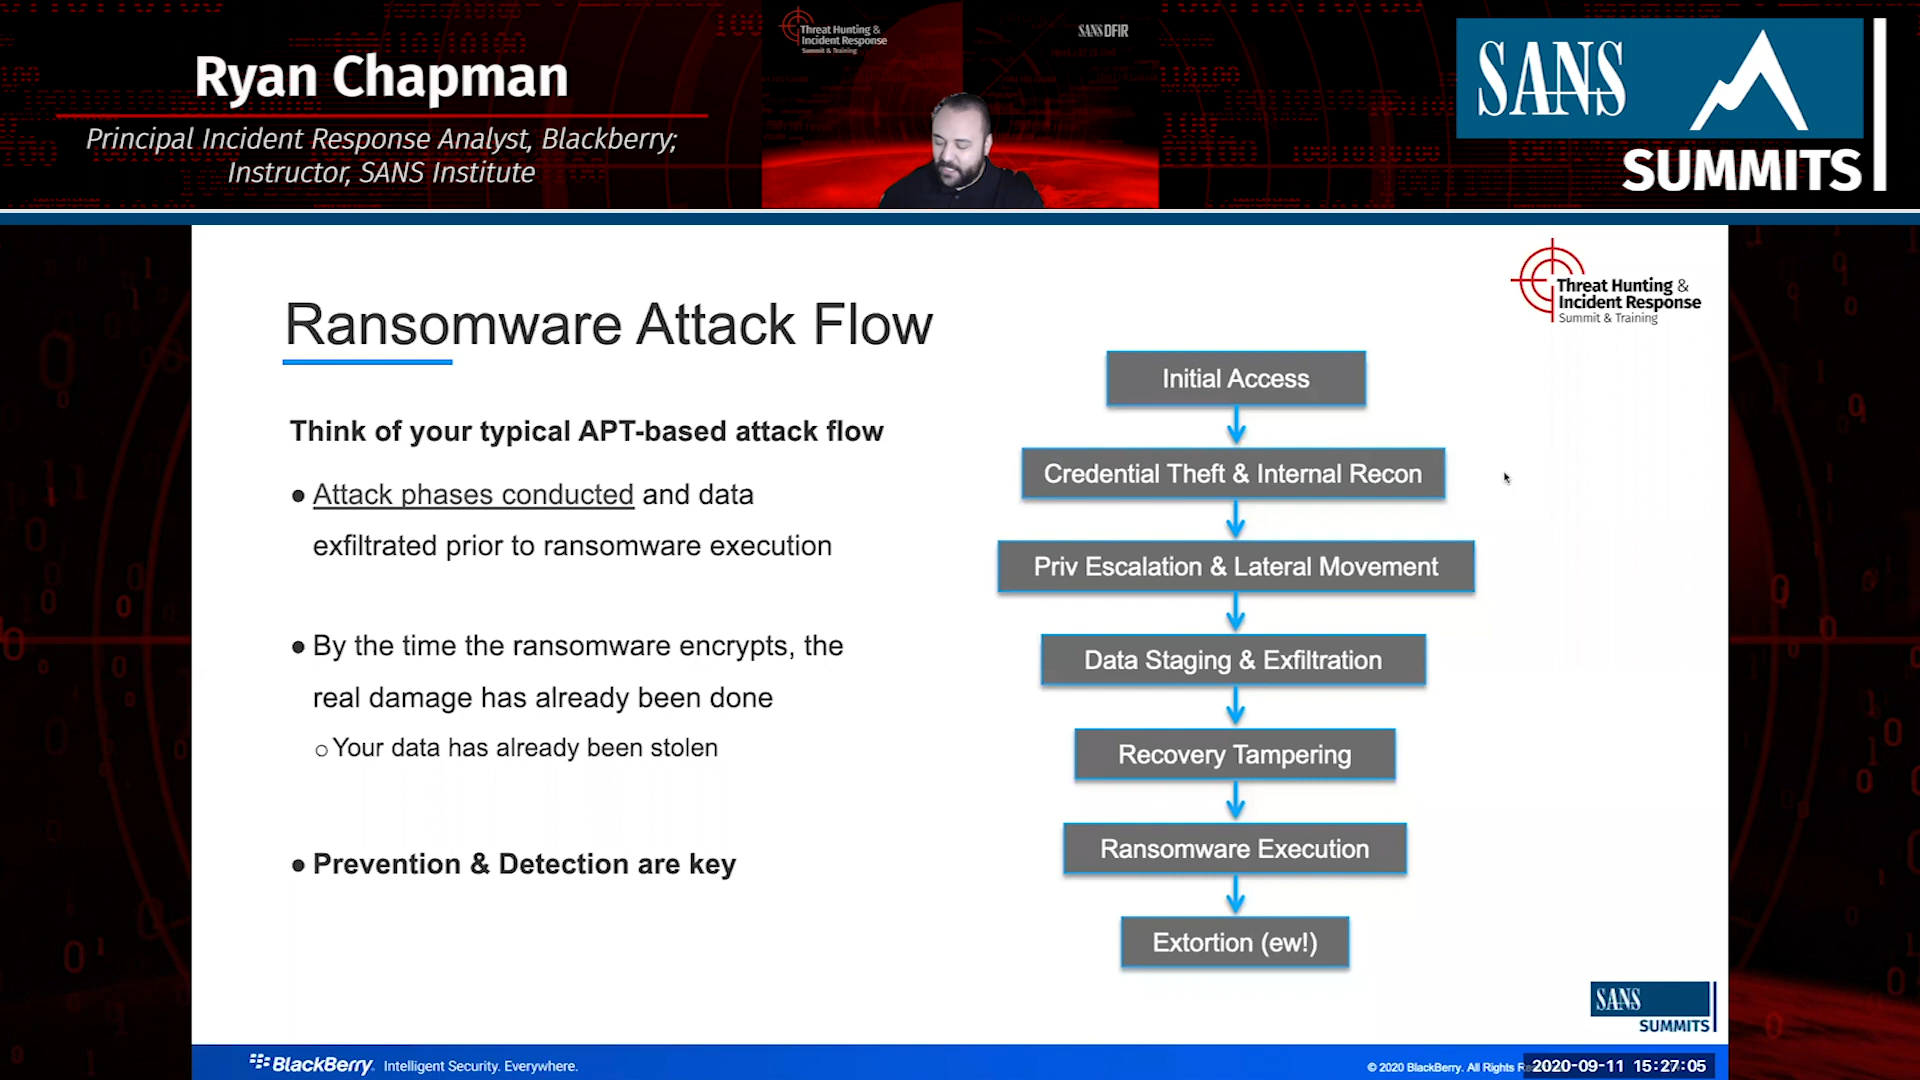 Ryan Chapman
Principal Incident Response Analyst, Blackberry;
Instructor, SANS Institute
Threat Hunting &
Incident Response
Summit & Training
SANS DFIR
SANS
SUMMITS
Threat Hunting &
Incident Response
Summit & Training
Ransomware Attack Flow
Think of your typical APT-based attack flow
● Attack phases conducted and data
exfiltrated prior to ransomware execution
● By the time the ransomware encrypts, the
real damage has already been done
○ Your data has already been stolen
● Prevention & Detection are key
Initial Access
Credential Theft & Internal Recon
Priv Escalation & Lateral Movement
Data Staging & Exfiltration
Recovery Tampering
Ransomware Execution
Extortion (ew!)
SANS
SUMMITS
BlackBerry. Intelligent Security. Everywhere.
© 2020 BlackBerry. All Rights
2020-09-11 15:27:05